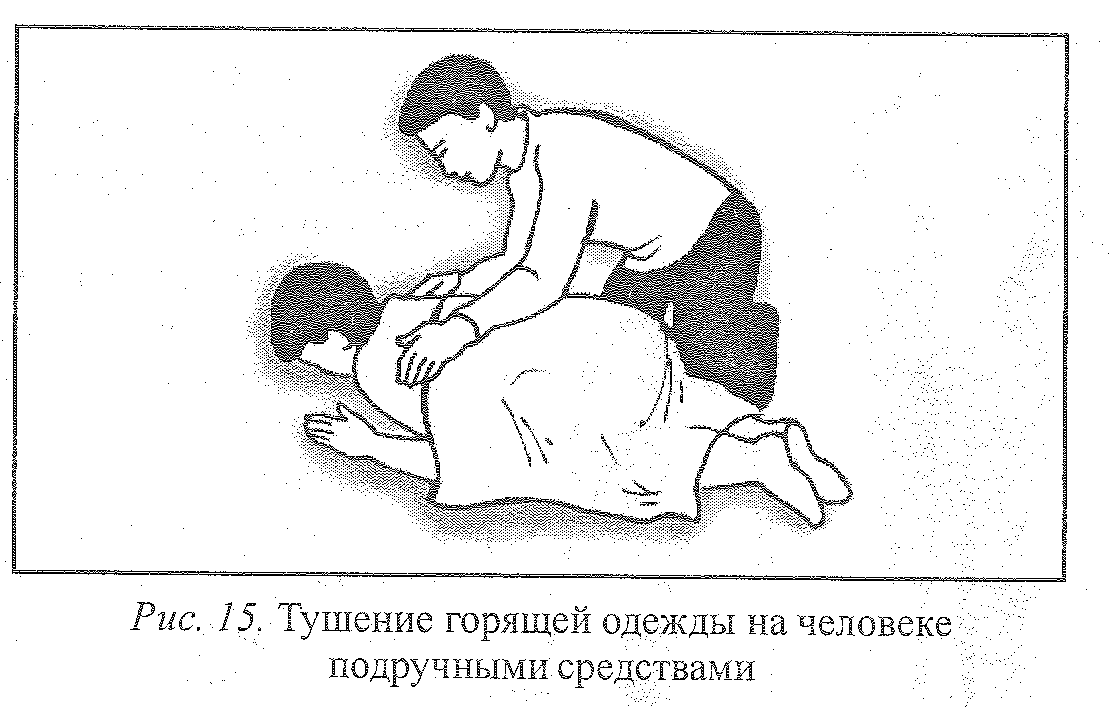 Рис. 15. Тушение горящей одежды на человеке
подручными средствами